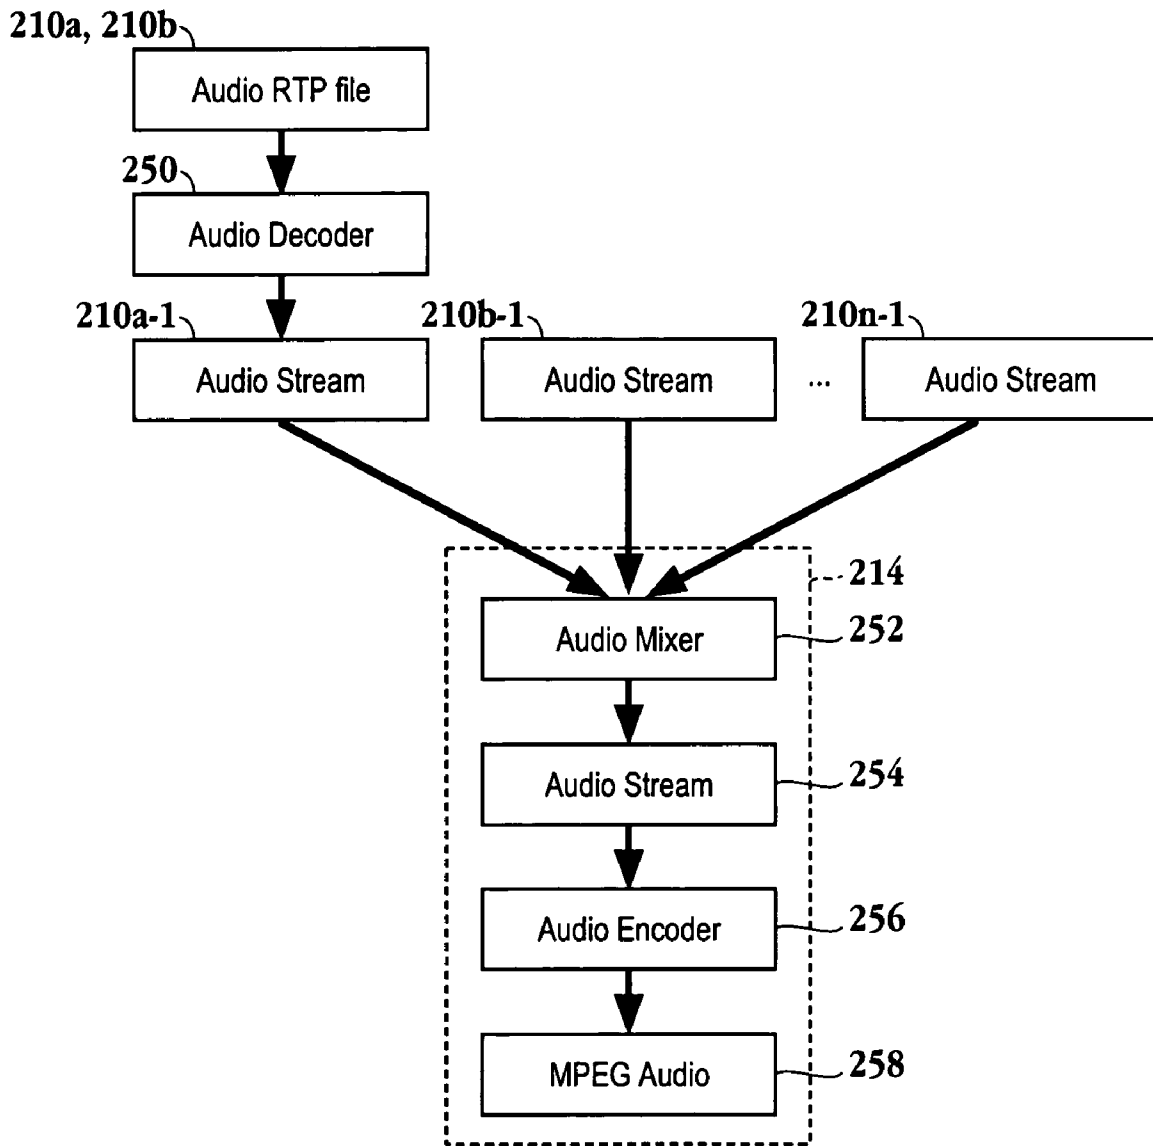 210a, 210b
Audio RTP file
250
Audio Decoder
210a-1
210b-1
210n-1
Audio Stream
Audio Stream
...
Audio Stream
214
Audio Mixer
252
Audio Stream
254
Audio Encoder
256
MPEG Audio
258